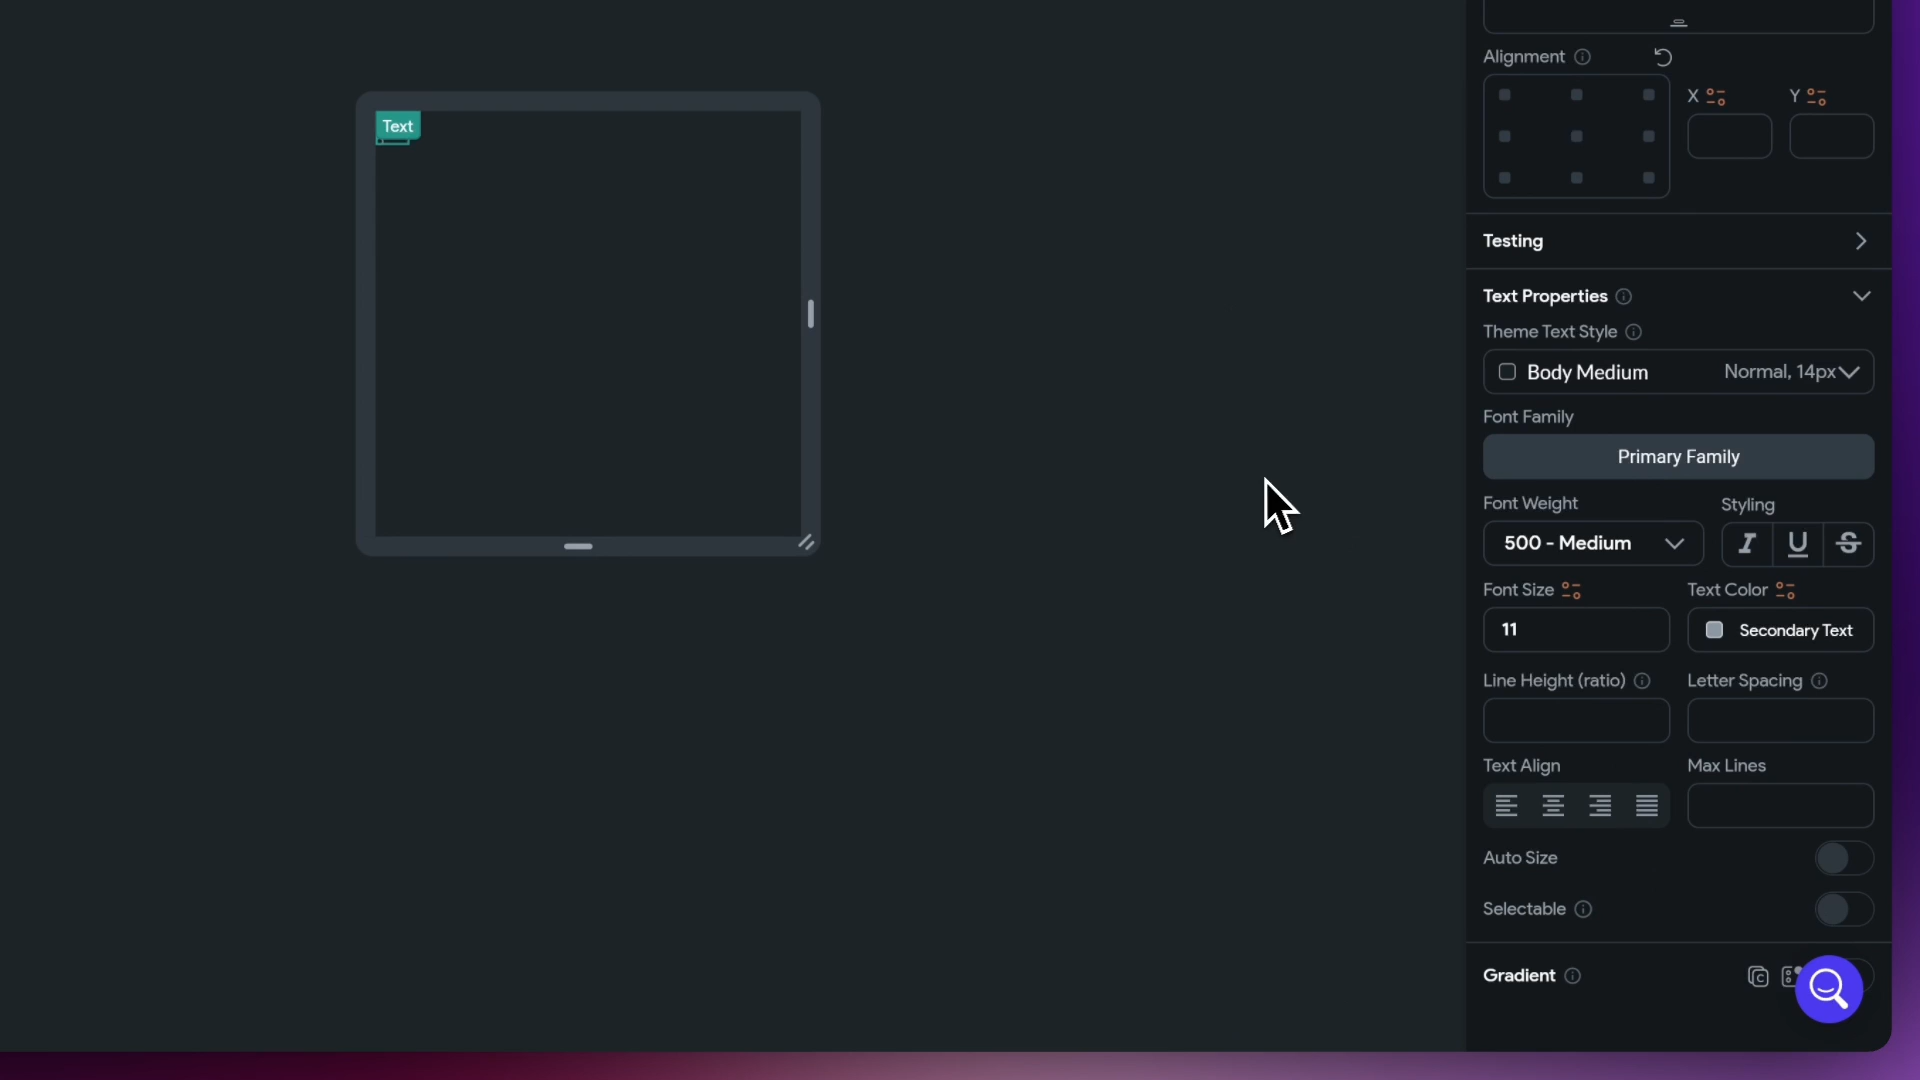 Text
Alignment
X
Y
Testing
Text Properties
Theme Text Style
Body Medium Normal, 14px
Font Family
Primary Family
Font Weight Styling
500 - Medium I U S
Font Size Text Color
11 Secondary Text
Line Height (ratio) Letter Spacing
Text Align Max Lines
Auto Size
Selectable
Gradient